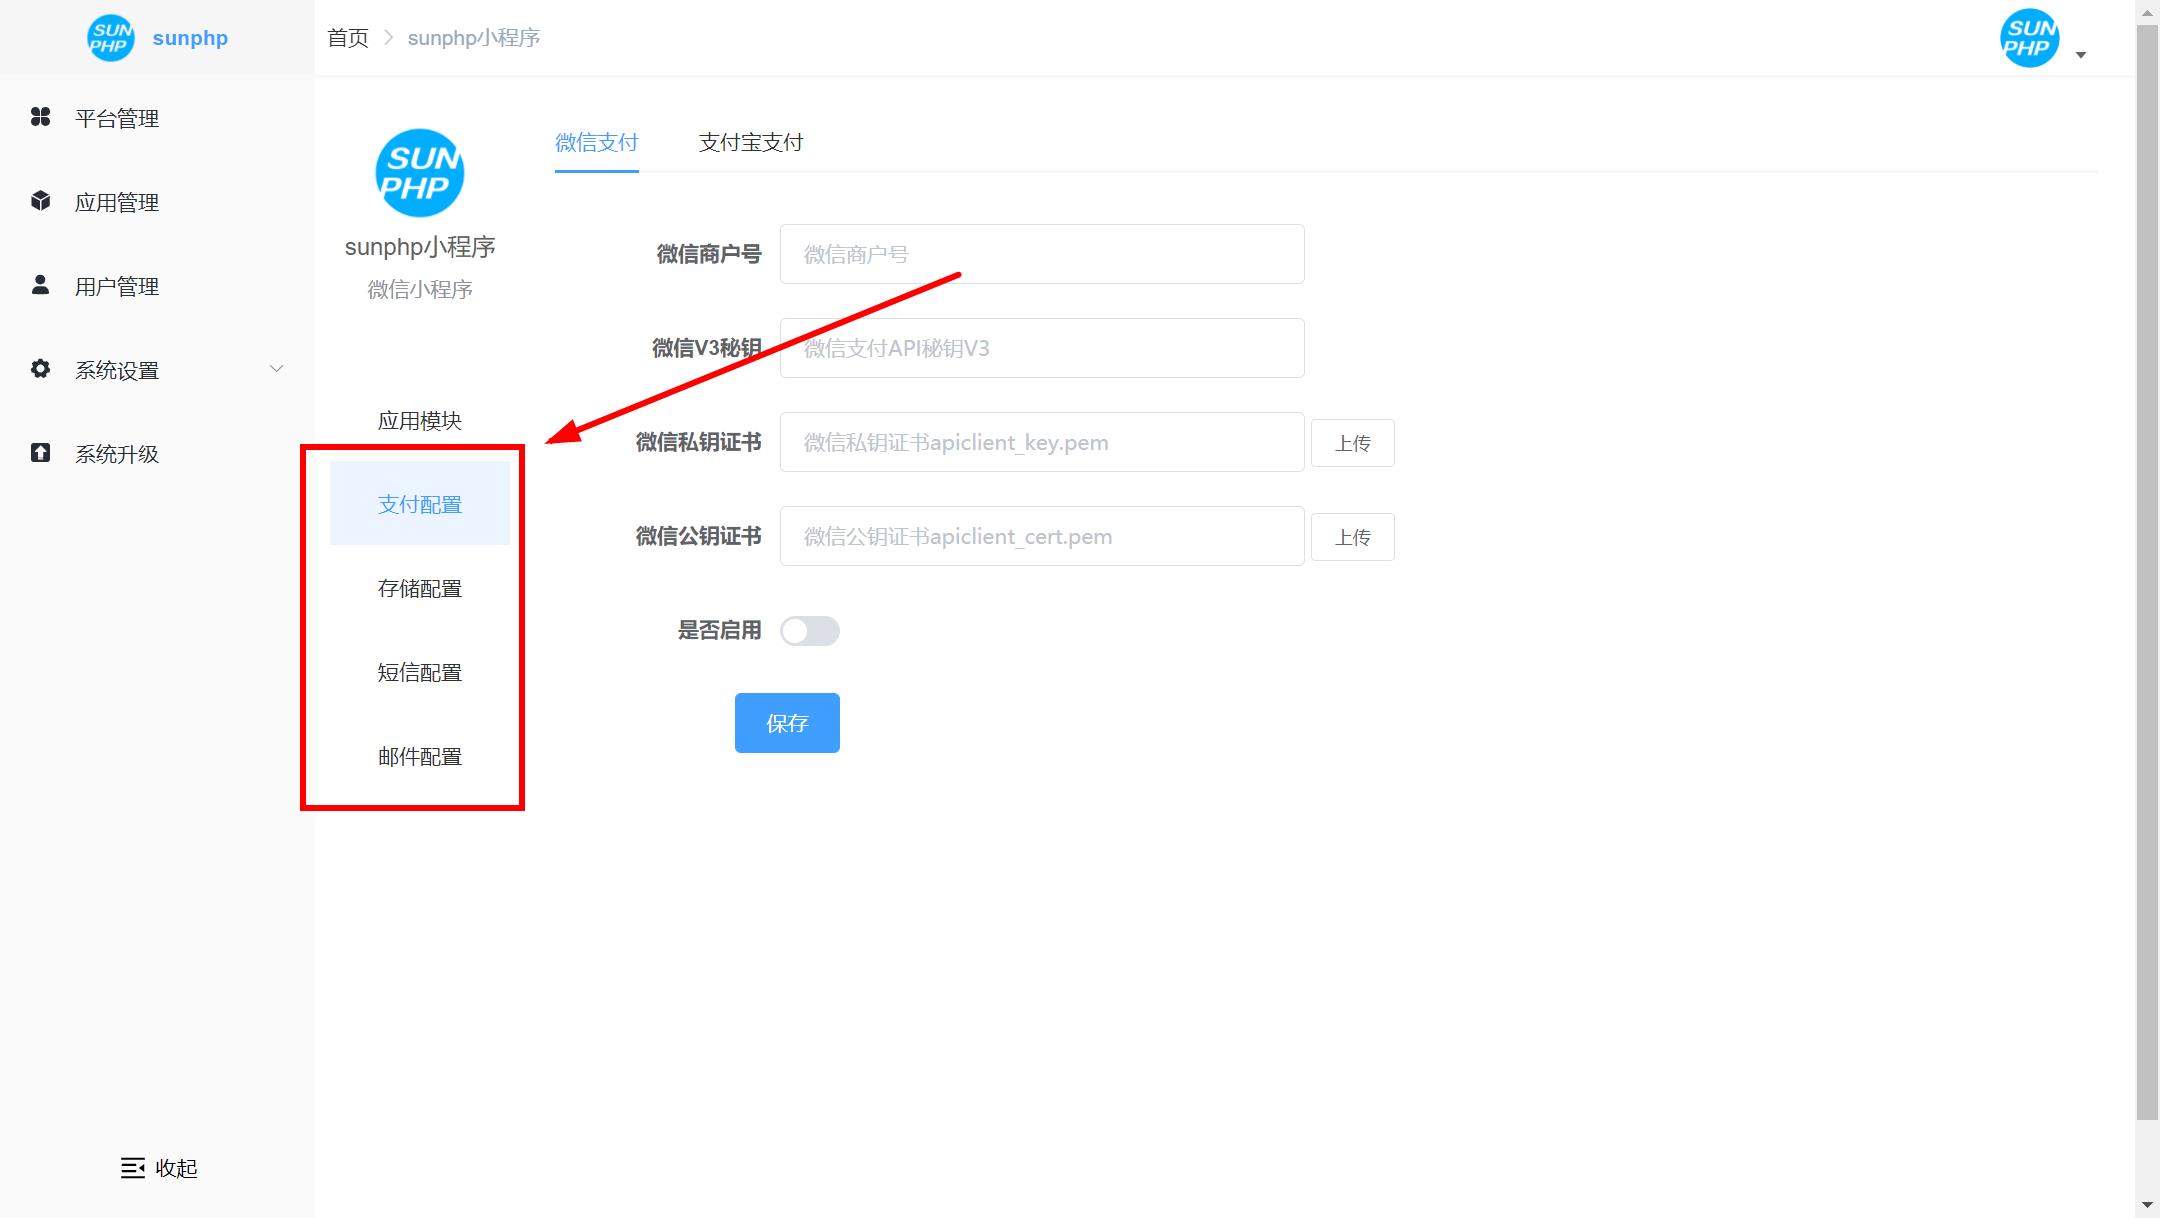 SUN
PHP
sunphp
首页
sunphp小程序
SUN
PHP
平台管理
应用管理
用户管理
系统设置
系统升级
收起
SUN
PHP
sunphp小程序
微信小程序
应用模块
支付配置
存储配置
短信配置
邮件配置
微信支付
支付宝支付
微信商户号
微信商户号
微信V3秘钥
微信支付API秘钥V3
微信私钥证书
微信私钥证书apiclient_key.pem
上传
微信公钥证书
微信公钥证书apiclient_cert.pem
上传
是否启用
保存